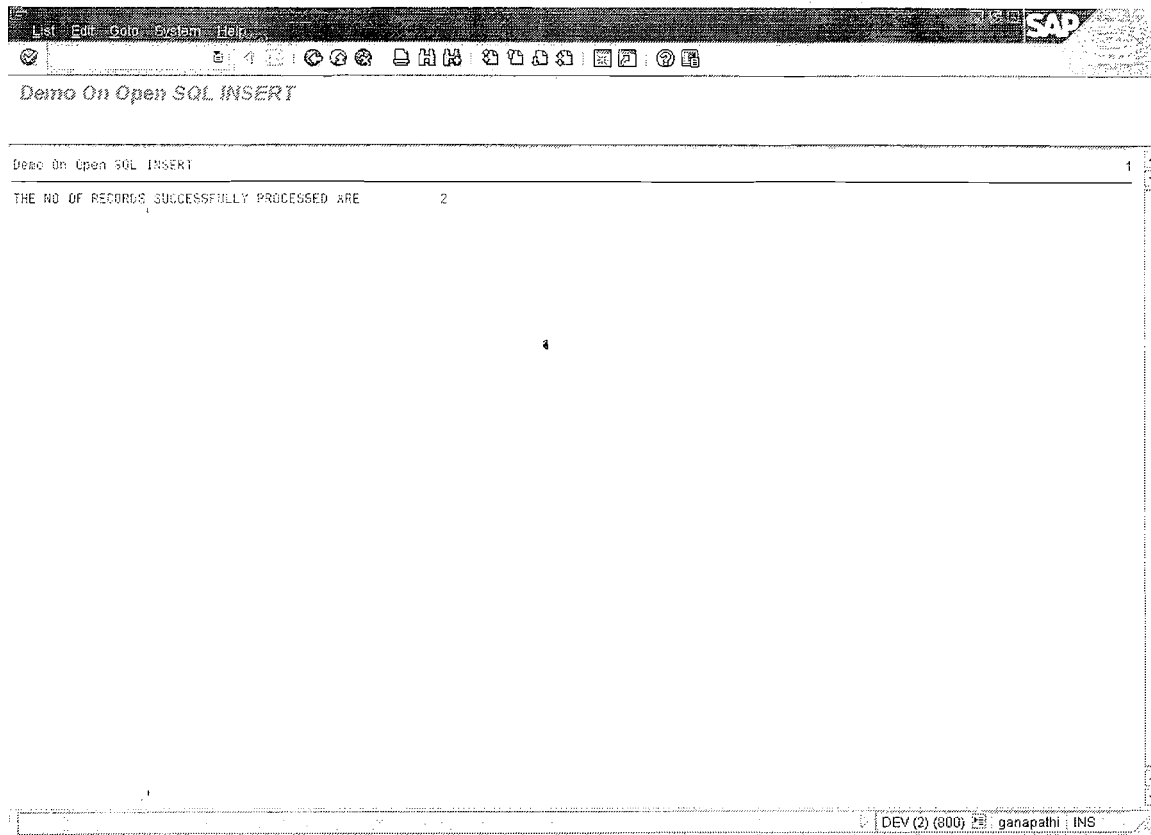 List Edit Goto System Help
SAP
Demo On Open SQL INSERT
Demo On Open SQL INSERT 1
THE NO OF RECORDS SUCCESSFULLY PROCESSED ARE 2
DEV (2) (800) ganapathi INS